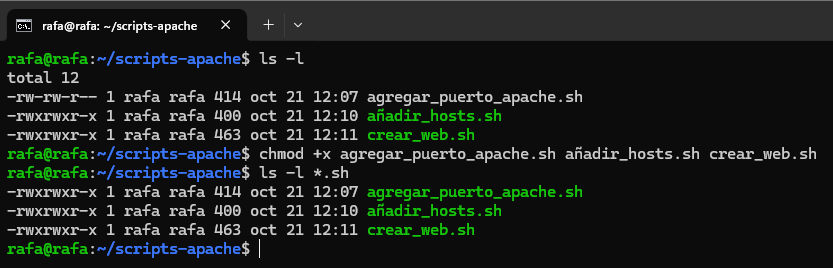 rafa@rafa: ~/scripts-apache
rafa@rafa:~/scripts-apache$ ls -l
total 12
-rw-rw-r-- 1 rafa rafa 414 oct 21 12:07 agregar_puerto_apache.sh
-rwxrwxr-x 1 rafa rafa 400 oct 21 12:10 añadir_hosts.sh
-rwxrwxr-x 1 rafa rafa 463 oct 21 12:11 crear_web.sh
rafa@rafa:~/scripts-apache$ chmod +x agregar_puerto_apache.sh añadir_hosts.sh crear_web.sh
rafa@rafa:~/scripts-apache$ ls -l *.sh
-rwxrwxr-x 1 rafa rafa 414 oct 21 12:07 agregar_puerto_apache.sh
-rwxrwxr-x 1 rafa rafa 400 oct 21 12:10 añadir_hosts.sh
-rwxrwxr-x 1 rafa rafa 463 oct 21 12:11 crear_web.sh
rafa@rafa:~/scripts-apache$